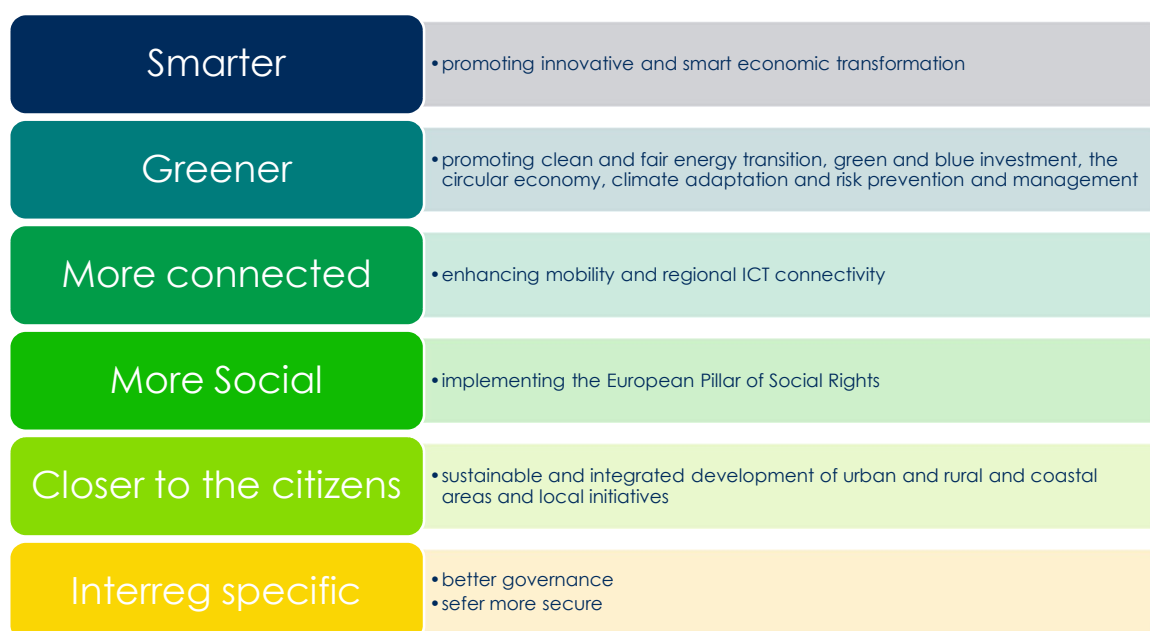 Smarter
•promoting innovative and smart economic transformation
Greener
•promoting clean and fair energy transition, green and blue investment, the
circular economy, climate adaptation and risk prevention and management
More connected
•enhancing mobility and regional ICT connectivity
More Social
•implementing the European Pillar of Social Rights
Closer to the citizens
•sustainable and integrated development of urban and rural and coastal
areas and local initiatives
Interreg specific
•better governance
•sefer more secure